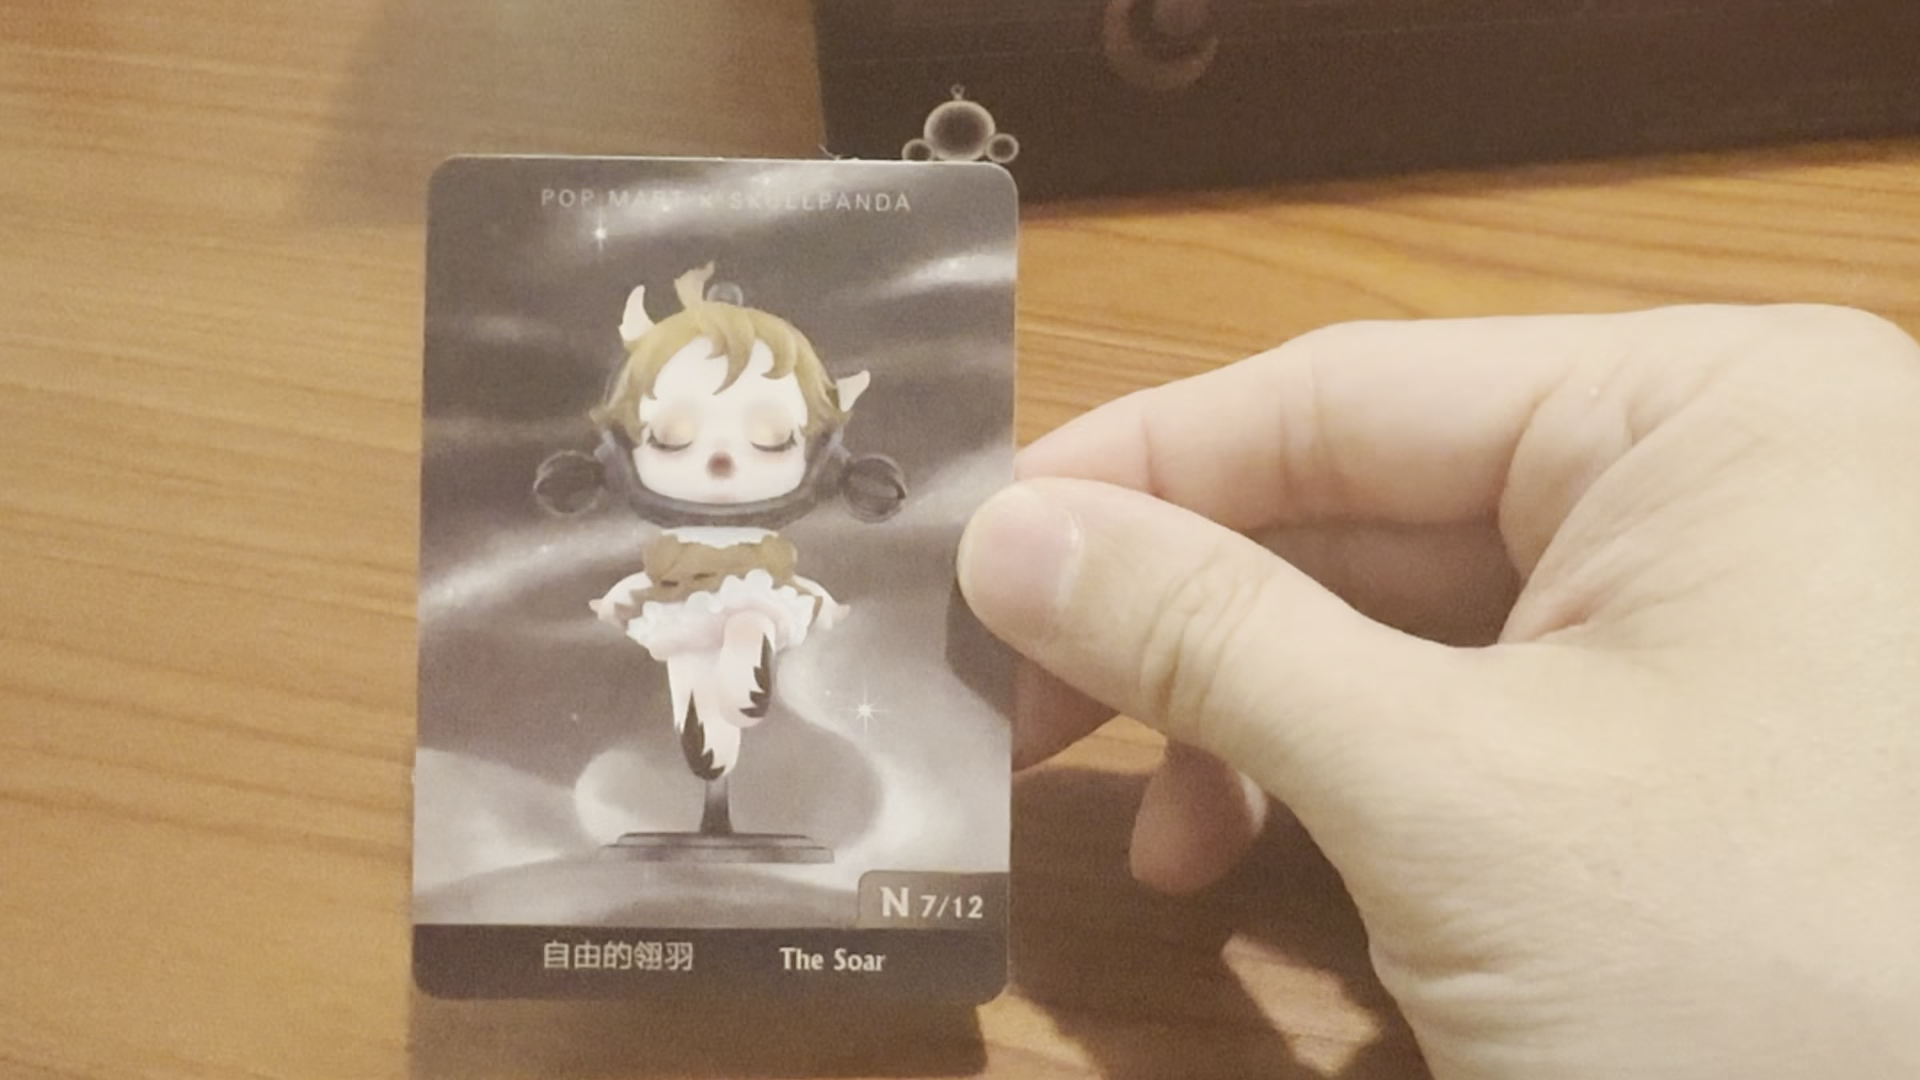 POP MART × SKULLPANDA
N 7/12
自由的翎羽 The Soar